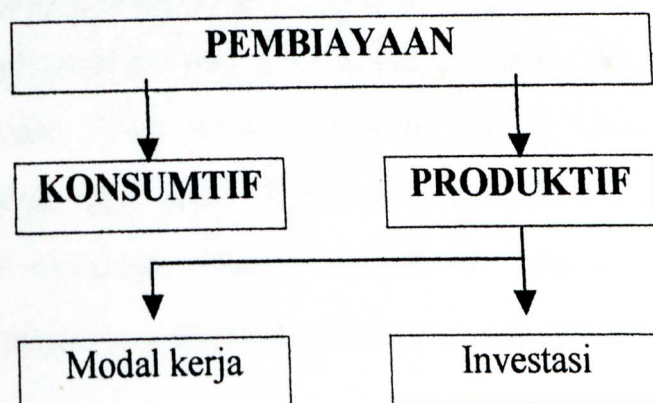 PEMBIAYAAN
KONSUMTIF PRODUKTIF
Modal kerja Investasi